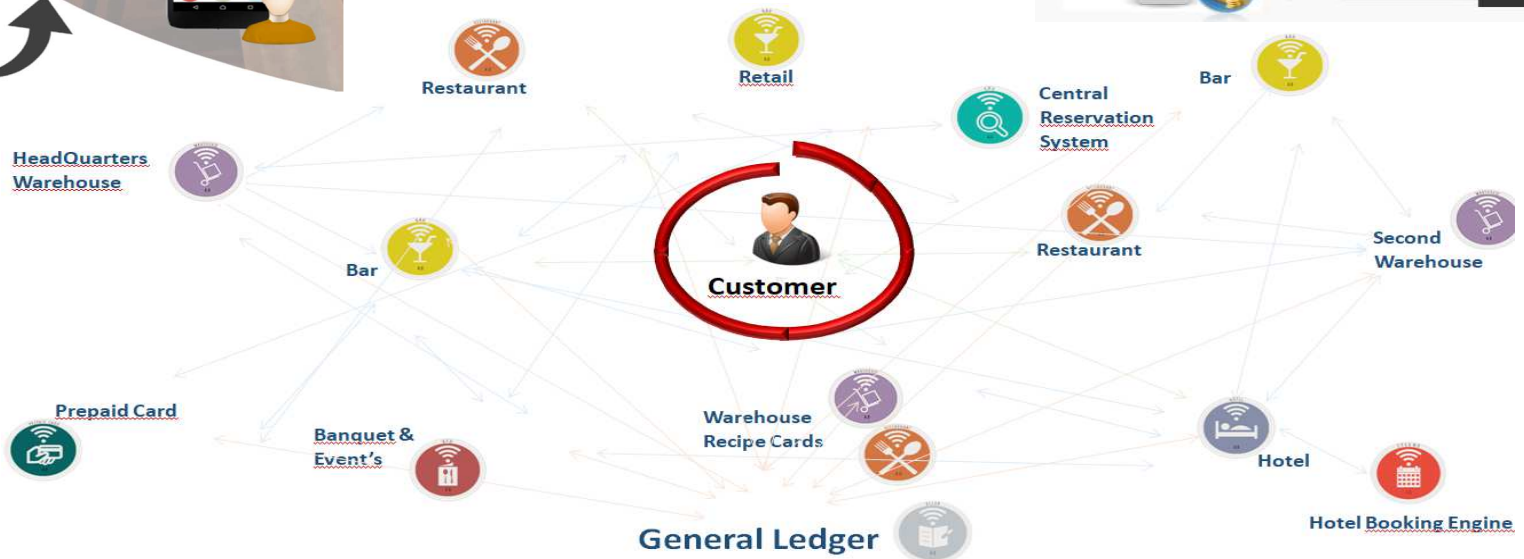 Restaurant
Retail
Bar
Central
Reservation
System
HeadQuarters
Warehouse
Bar
Customer
Restaurant
Second
Warehouse
Prepaid Card
Banquet &
Event's
Warehouse
Recipe Cards
Hotel
Hotel Booking Engine
General Ledger